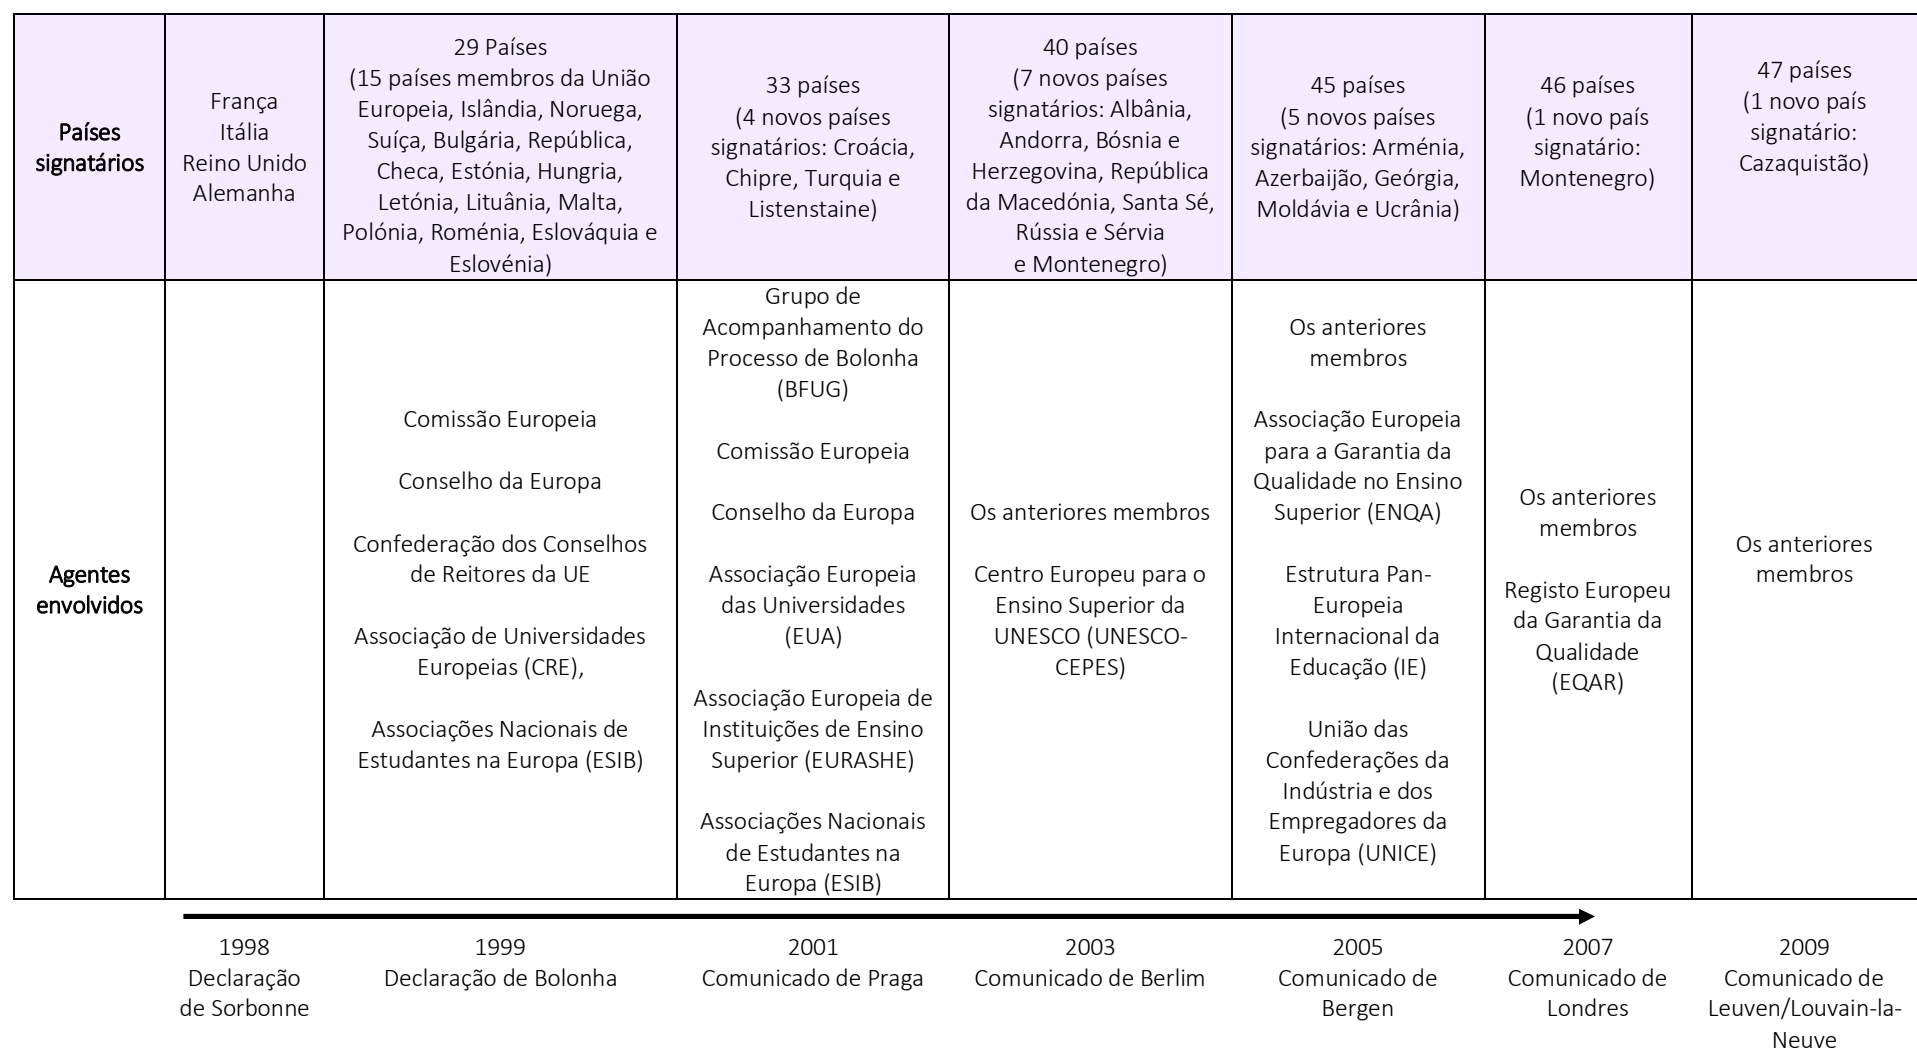 Países
signatários
França
Itália
Reino Unido
Alemanha
29 Países
(15 países membros da União
Europeia, Islândia, Noruega,
Suíça, Bulgária, República,
Checa, Estónia, Hungria,
Letónia, Lituânia, Malta,
Polónia, Roménia, Eslováquia e
Eslovénia)
33 países
(4 novos países
signatários: Croácia,
Chipre, Turquia e
Listenstaine)
40 países
(7 novos países
signatários: Albânia,
Andorra, Bósnia e
Herzegovina, República
da Macedónia, Santa Sé,
Rússia e Sérvia
e Montenegro)
45 países
(5 novos países
signatários: Arménia,
Azerbaijão, Geórgia,
Moldávia e Ucrânia)
46 países
(1 novo país
signatário:
Montenegro)
47 países
(1 novo país
signatário:
Cazaquistão)
Agentes
envolvidos
Comissão Europeia
Conselho da Europa
Confederação dos Conselhos
de Reitores da UE
Associação de Universidades
Europeias (CRE),
Associações Nacionais de
Estudantes na Europa (ESIB)
Grupo de
Acompanhamento do
Processo de Bolonha
(BFUG)
Comissão Europeia
Conselho da Europa
Associação Europeia
das Universidades
(EUA)
Associação Europeia de
Instituições de Ensino
Superior (EURASHE)
Associações Nacionais
de Estudantes na
Europa (ESIB)
Os anteriores membros
Centro Europeu para o
Ensino Superior da
UNESCO (UNESCO-
CEPES)
Os anteriores
membros
Associação Europeia
para a Garantia da
Qualidade no Ensino
Superior (ENQA)
Estrutura Pan-
Europeia
Internacional da
Educação (IE)
União das
Confederações da
Indústria e dos
Empregadores da
Europa (UNICE)
Os anteriores
membros
Registo Europeu
da Garantia da
Qualidade
(EQAR)
Os anteriores
membros
1998
Declaração
de Sorbonne
1999
Declaração de Bolonha
2001
Comunicado de Praga
2003
Comunicado de Berlim
2005
Comunicado de
Bergen
2007
Comunicado de
Londres
2009
Comunicado de
Leuven/Louvain-la-
Neuve